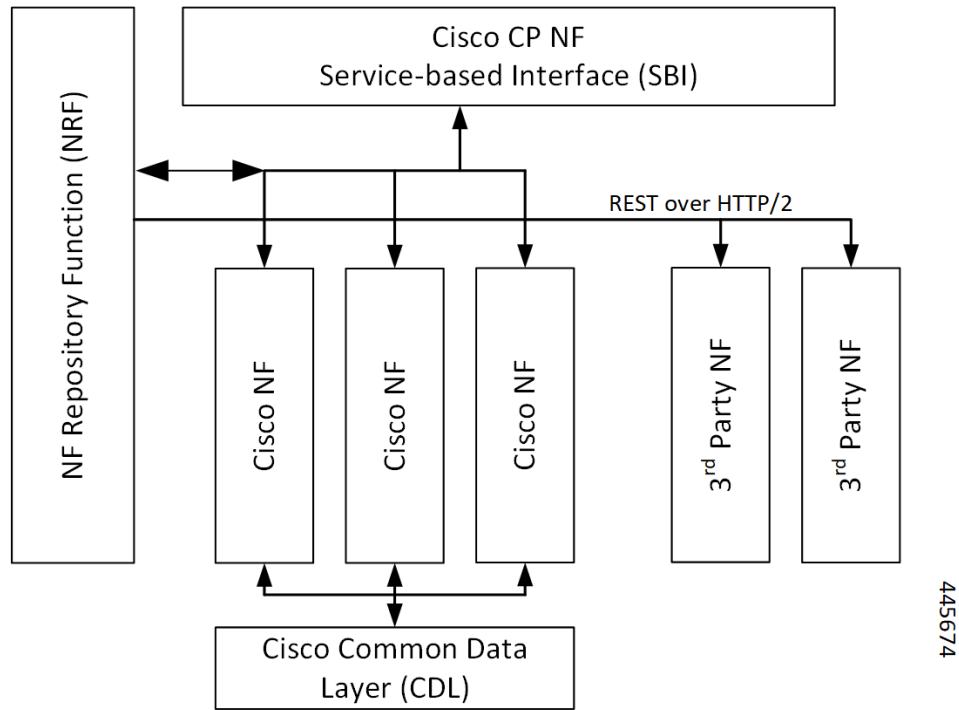 NF Repository Function (NRF)
Cisco CP NF
Service-based Interface (SBI)
REST over HTTP/2
Cisco NF
Cisco NF
Cisco NF
3rd Party NF
3rd Party NF
Cisco Common Data
Layer (CDL)
445674